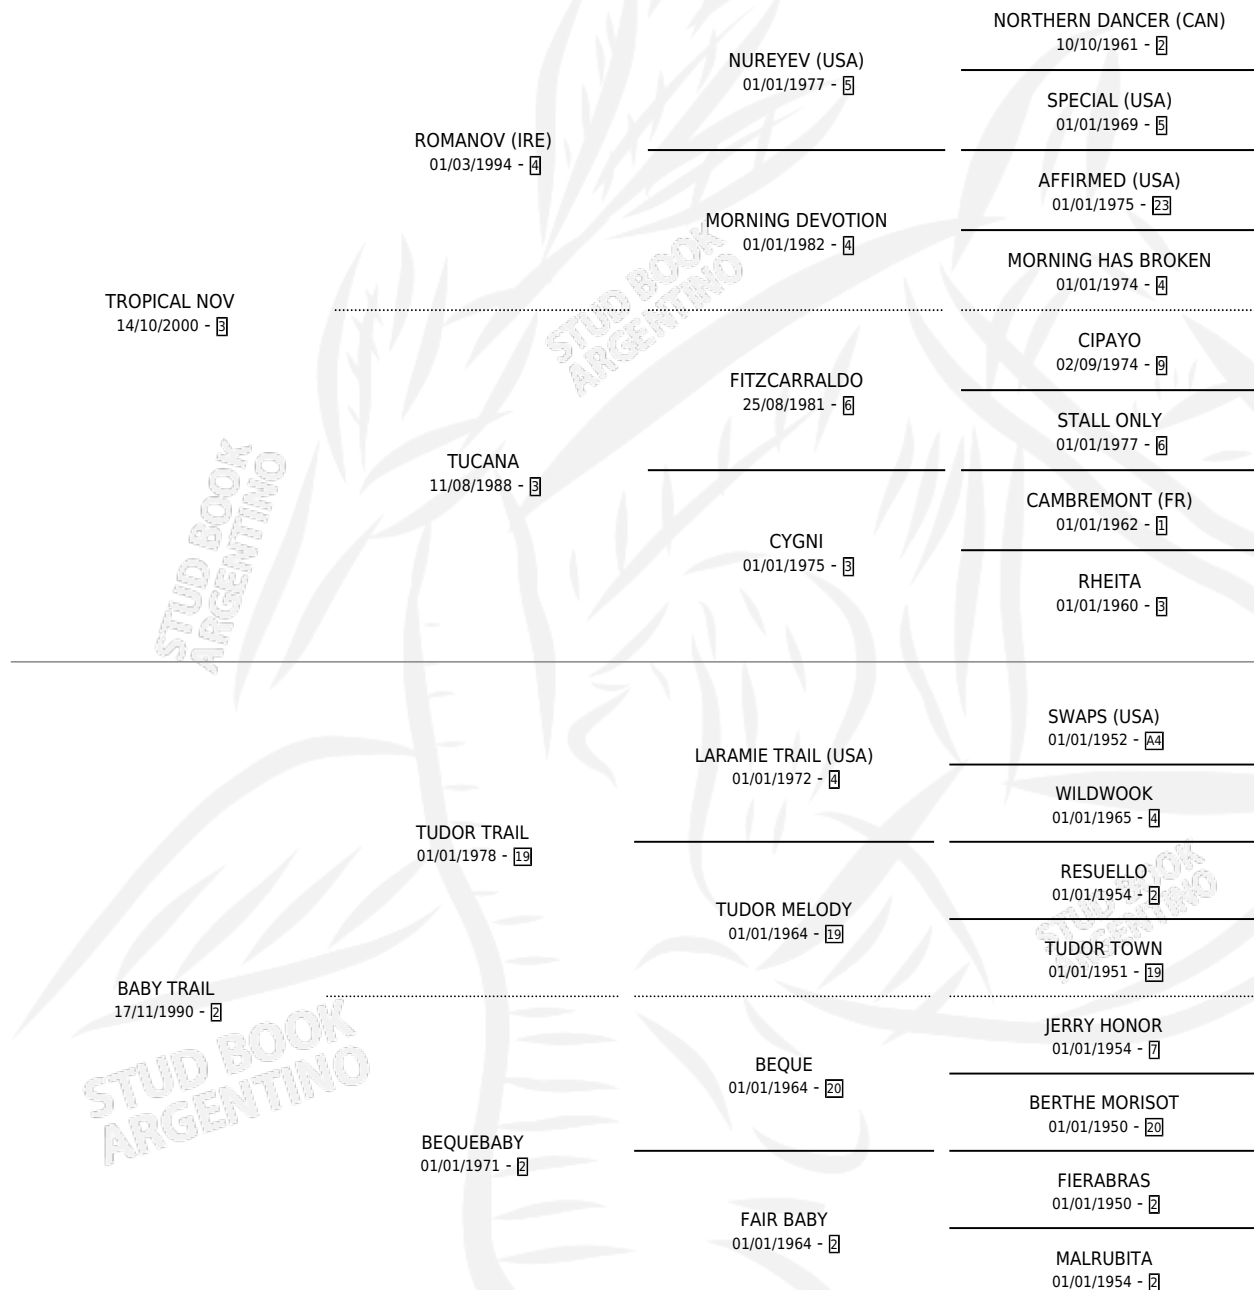 NORTHERN DANCER (CAN)
10/10/1961 - 2
NUREYEV (USA)
01/01/1977 - 5
SPECIAL (USA)
01/01/1969 - 5
ROMANOV (IRE)
01/03/1994 - 4
AFFIRMED (USA)
01/01/1975 - 23
MORNING DEVOTION
01/01/1982 - 4
MORNING HAS BROKEN
01/01/1974 - 4
TROPICAL NOV
14/10/2000 - 3
CIPAYO
02/09/1974 - 9
FITZCARRALDO
25/08/1981 - 6
STALL ONLY
01/01/1977 - 6
TUCANA
11/08/1988 - 3
CAMBREMONT (FR)
01/01/1962 - 1
CYGNI
01/01/1975 - 3
RHEITA
01/01/1960 - 3
SWAPS (USA)
01/01/1952 - A4
LARAMIE TRAIL (USA)
01/01/1972 - 4
WILDWOOK
01/01/1965 - 4
TUDOR TRAIL
01/01/1978 - 19
RESUELLO
01/01/1954 - 2
TUDOR MELODY
01/01/1964 - 19
TUDOR TOWN
01/01/1951 - 19
BABY TRAIL
17/11/1990 - 2
JERRY HONOR
01/01/1954 - 7
BEQUE
01/01/1964 - 20
BERTHE MORISOT
01/01/1950 - 20
BEQUEBABY
01/01/1971 - 2
FIERABRAS
01/01/1950 - 2
FAIR BABY
01/01/1964 - 2
MALRUBITA
01/01/1954 - 2
STUD BOOK
ARGENTINO
STUD BOOK
ARGENTINO
STUD BOOK
ARGENTINO
STUD BOOK
ARGENTINO